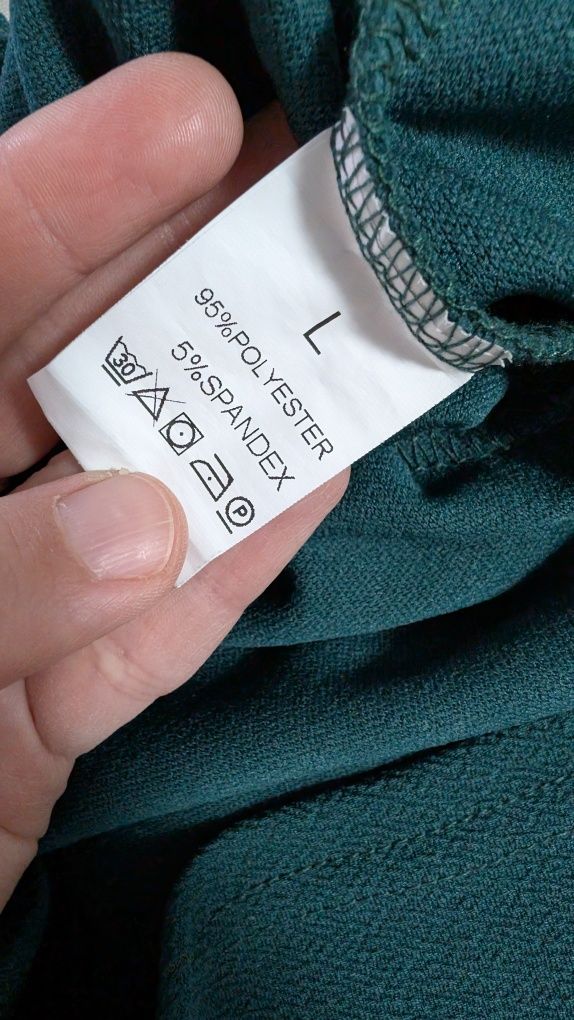 L
95%POLYESTER
5%SPANDEX
30 P